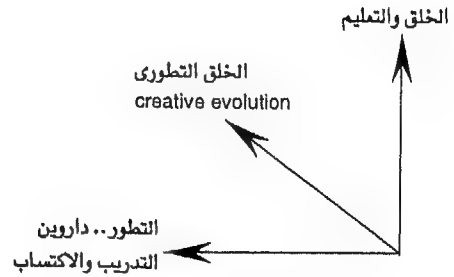 الخلق والتعليم
الخلق التطورى
creative evolution
التطور.. داروين
التدريب والاكتساب